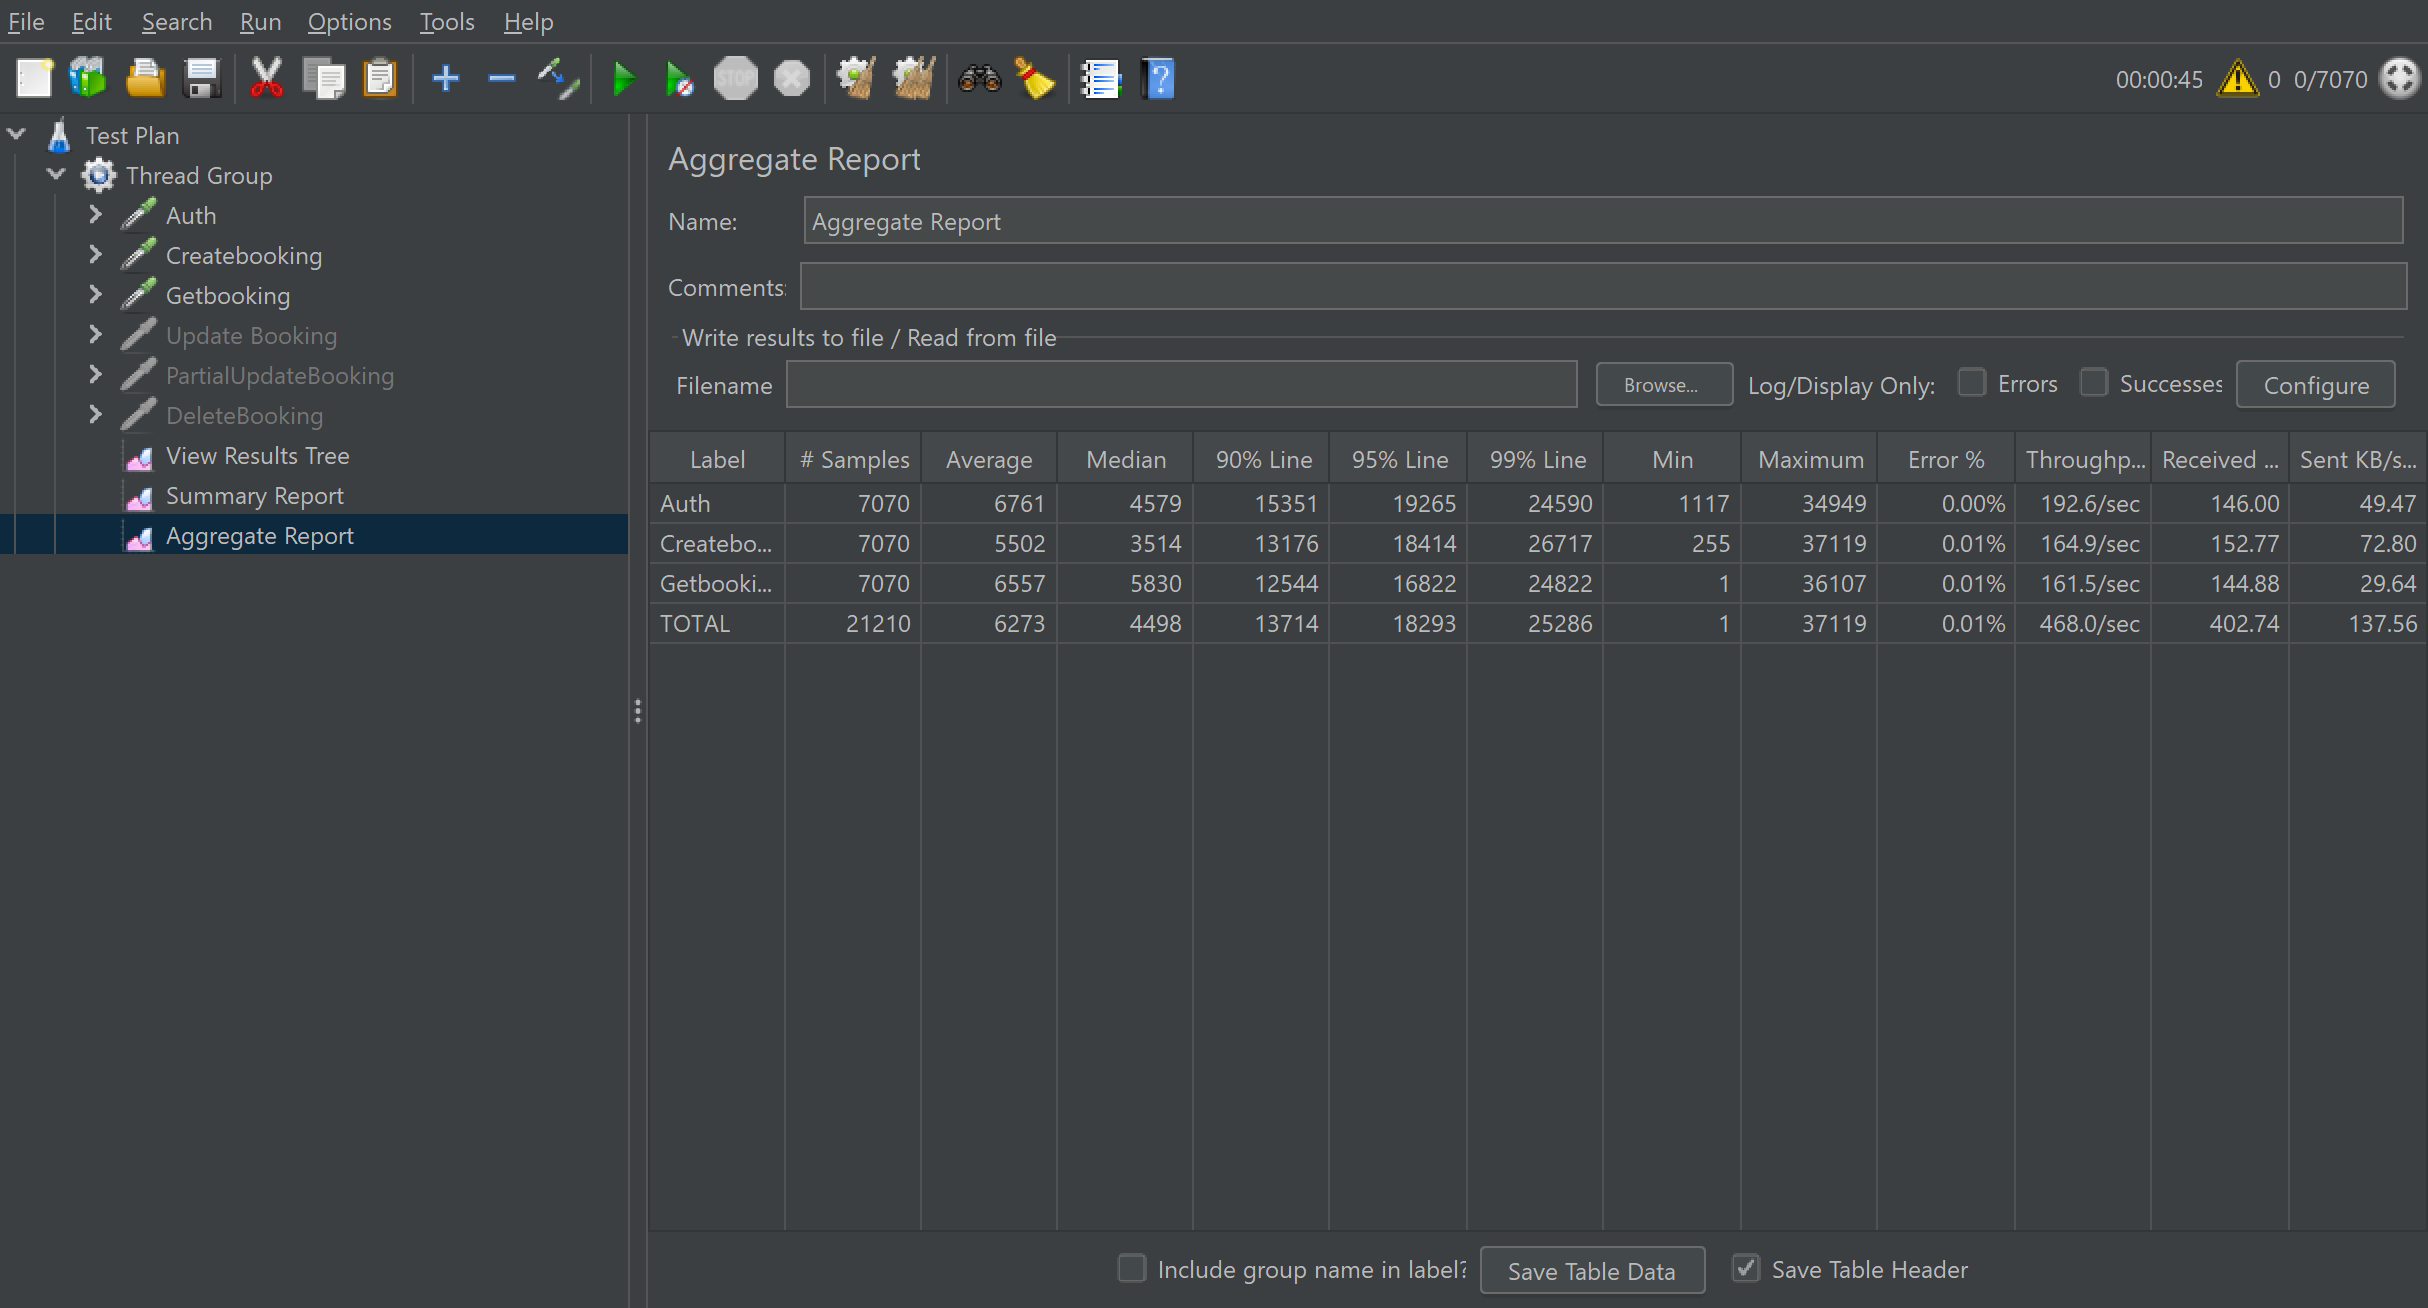 File Edit Search Run Options Tools Help
STOP
00:00:45 0 0/7070
Test Plan
Thread Group
Auth
Createbooking
Getbooking
Update Booking
PartialUpdateBooking
DeleteBooking
View Results Tree
Summary Report
Aggregate Report
Aggregate Report
Name: Aggregate Report
Comments:
Write results to file / Read from file
Filename Browse... Log/Display Only: Errors Successes Configure
Label # Samples Average Median 90% Line 95% Line 99% Line Min Maximum Error % Throughp... Received ... Sent KB/s...
Auth 7070 6761 4579 15351 19265 24590 1117 34949 0.00% 192.6/sec 146.00 49.47
Createbo... 7070 5502 3514 13176 18414 26717 255 37119 0.01% 164.9/sec 152.77 72.80
Getbooki... 7070 6557 5830 12544 16822 24822 1 36107 0.01% 161.5/sec 144.88 29.64
TOTAL 21210 6273 4498 13714 18293 25286 1 37119 0.01% 468.0/sec 402.74 137.56
Include group name in label? Save Table Data Save Table Header